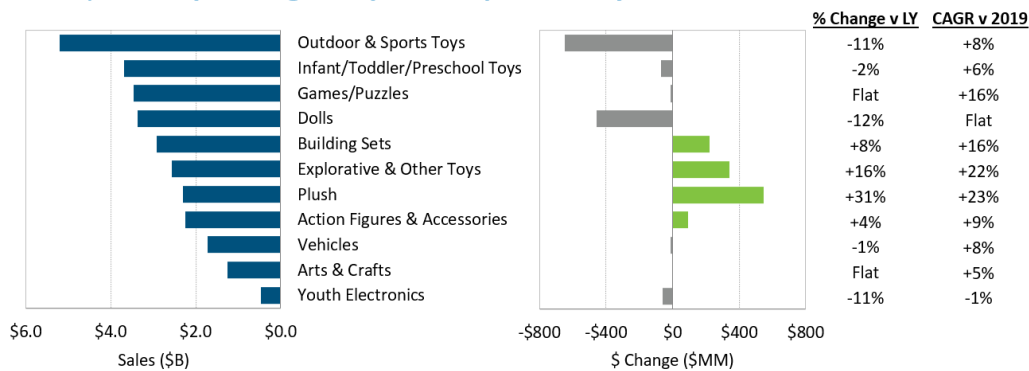 % Change v LY CAGR v 2019
Outdoor & Sports Toys -11% +8%
Infant/Toddler/Preschool Toys -2% +6%
Games/Puzzles Flat +16%
Dolls -12% Flat
Building Sets +8% +16%
Explorative & Other Toys +16% +22%
Plush +31% +23%
Action Figures & Accessories +4% +9%
Vehicles -1% +8%
Arts & Crafts Flat +5%
Youth Electronics -11% -1%
$6.0 $4.0 $2.0 $0.0 -$800 -$400 $0 $400 $800
Sales ($B) $ Change ($MM)